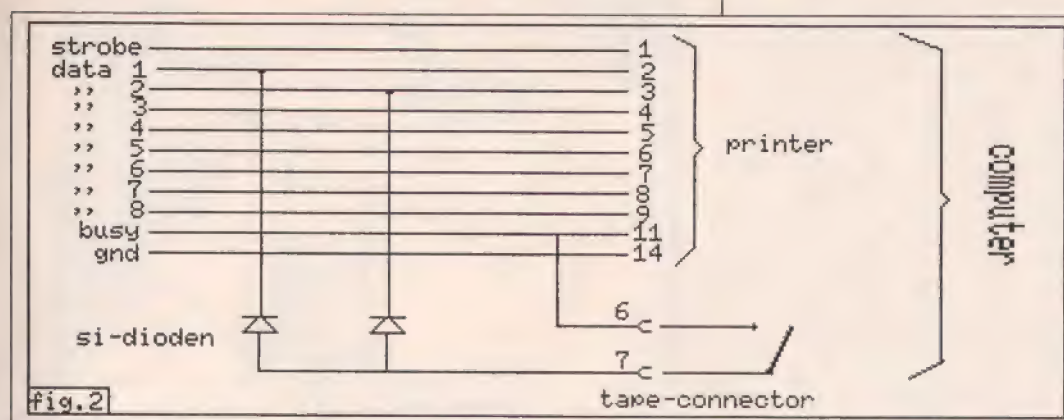 strobe 1
data 1 2
,, 2 3
,, 3 4
,, 4 5
,, 5 6
,, 6 7
,, 7 8
,, 8 9
busy 11
gnd 14
printer
computer
si-dioden
6
7
tape-connector
fig.2